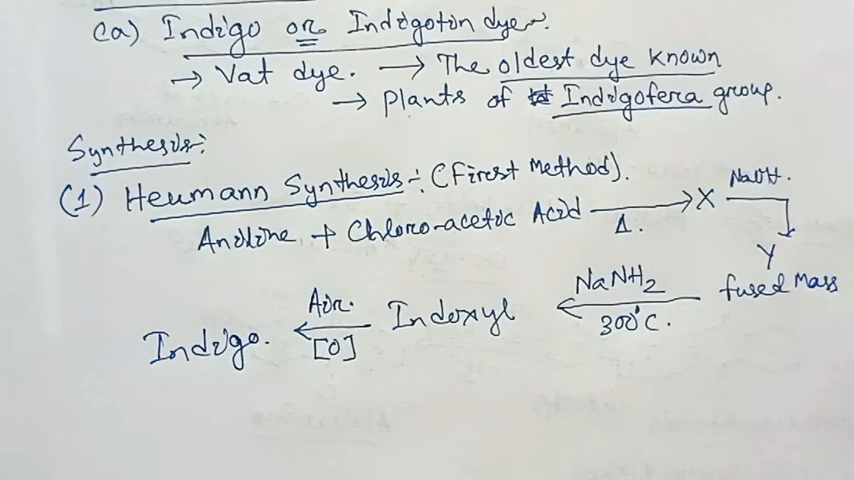 (a) Indigo or Indigotin dye.
→ Vat dye. → The oldest dye known
→ Plants of Indigofera group.
Synthesis:
(1) Heumann Synthesis :- (First Method).
Aniline + Chloro-acetic Acid → Δ. X NaOH.
Y
fused Mass
NaNH2
300°C.
Indoxyl
Air.
[O]
Indigo.